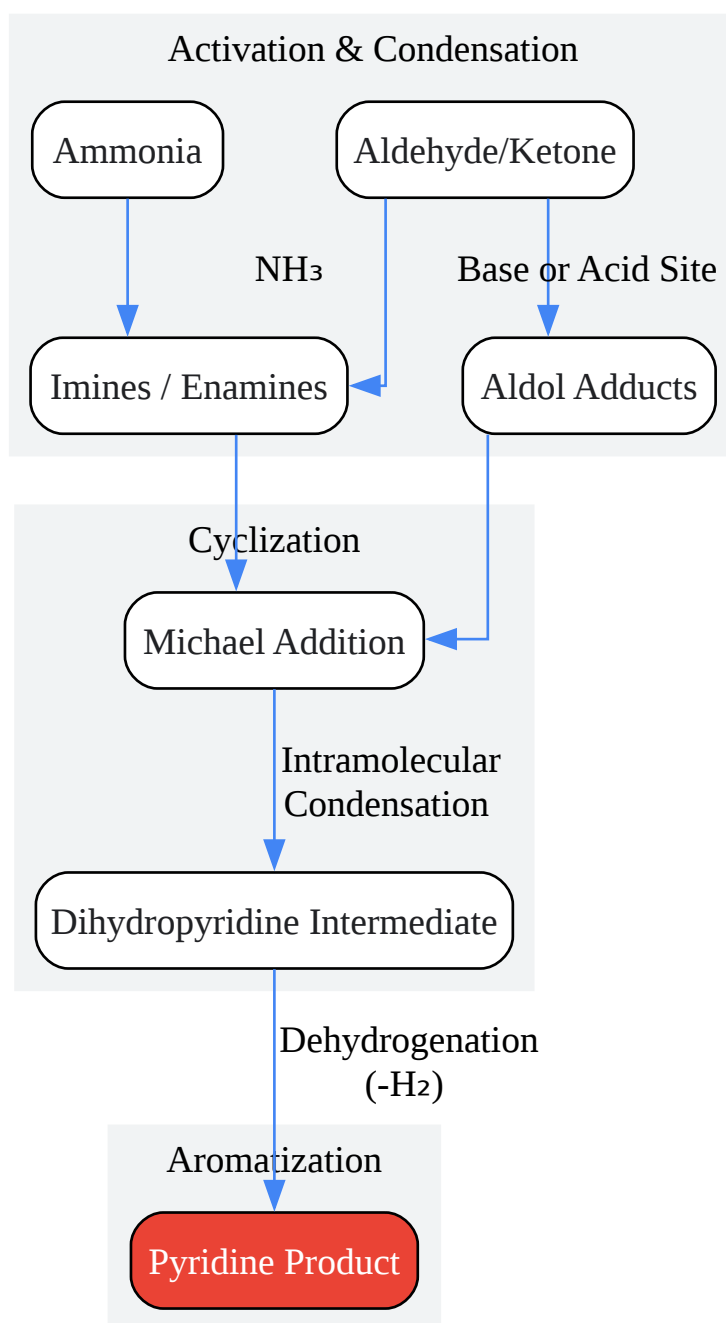 Activation & Condensation
Ammonia
Aldehyde/Ketone
NH₃
Base or Acid Site
Imines / Enamines
Aldol Adducts
Cyclization
Michael Addition
Intramolecular
Condensation
Dihydropyridine Intermediate
Dehydrogenation
(-H₂)
Aromatization
Pyridine Product